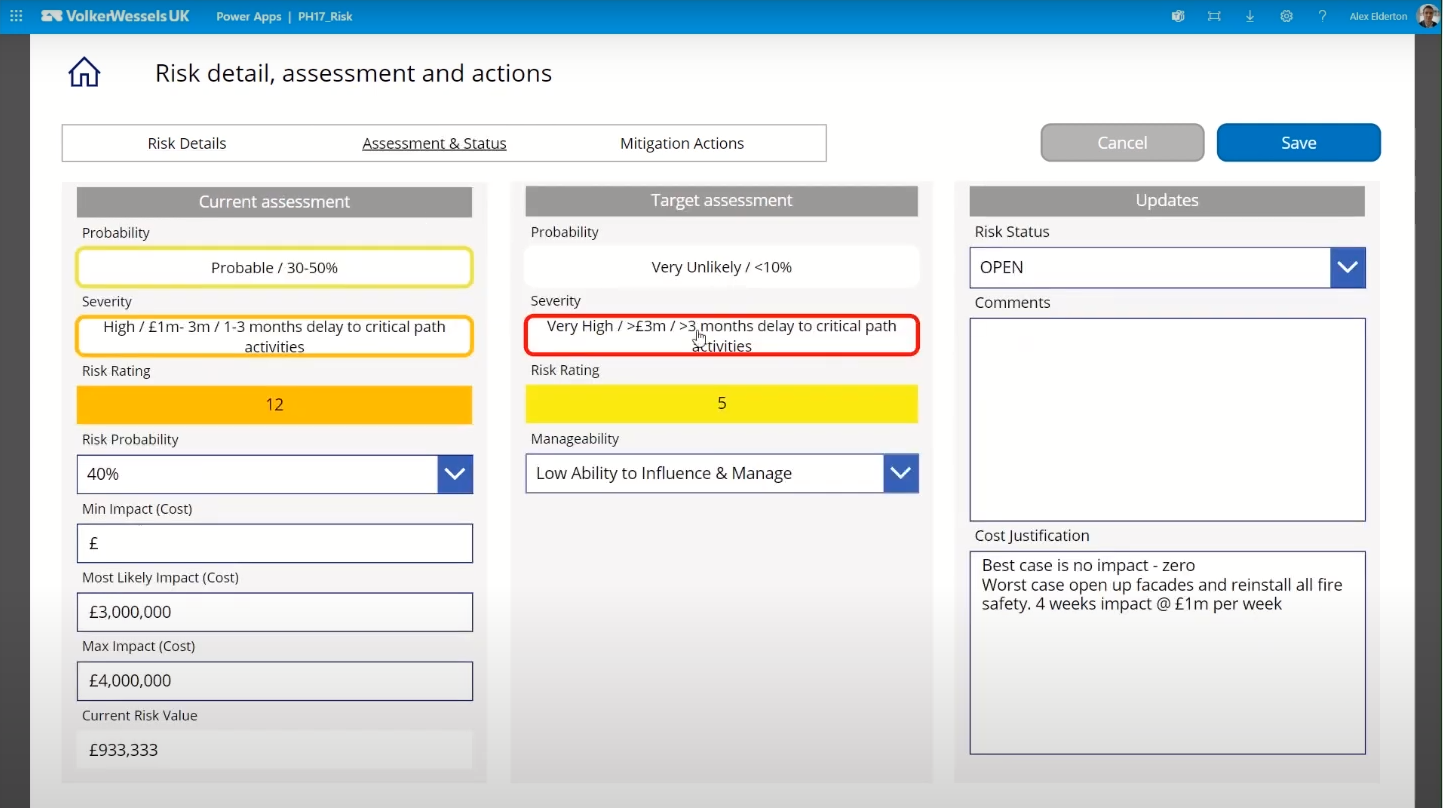 VolkerWessels UK Power Apps | PH17_Risk ? Alex Elderton
Risk detail, assessment and actions
Risk Details Assessment & Status Mitigation Actions Cancel Save
Current assessment
Probability
Probable / 30-50%
Severity
High / £1m- 3m / 1-3 months delay to critical path
activities
Risk Rating
12
Risk Probability
40%
Min Impact (Cost)
£
Most Likely Impact (Cost)
£3,000,000
Max Impact (Cost)
£4,000,000
Current Risk Value
£933,333
Target assessment
Probability
Very Unlikely / <10%
Severity
Very High / >£3m / >3 months delay to critical path
activities
Risk Rating
5
Manageability
Low Ability to Influence & Manage
Updates
Risk Status
OPEN
Comments
Cost Justification
Best case is no impact - zero
Worst case open up facades and reinstall all fire
safety. 4 weeks impact @ £1m per week